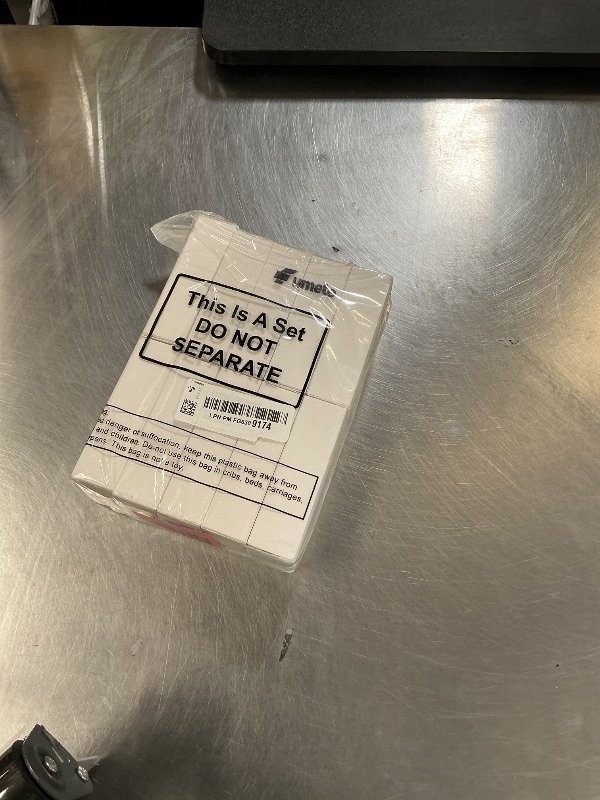 This Is A Set
DO NOT
SEPARATE
9174
danger of suffocation, keep this plastic bag away from
and children. Do not use this bag in cribs, beds, carriages,
pens. This bag is not a toy.